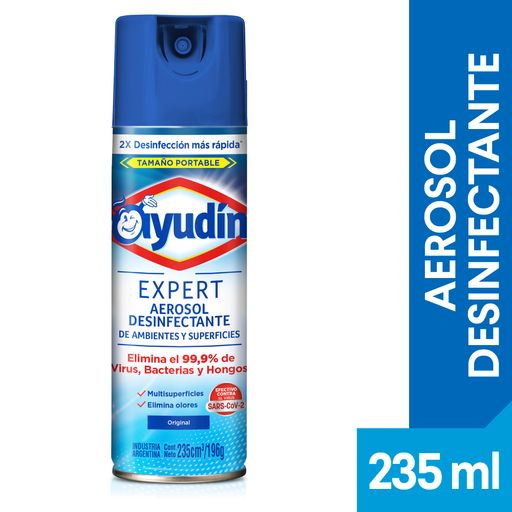 2X Desinfección más rápida*
TAMAÑO PORTABLE
Ayudín
EXPERT
AEROSOL
DESINFECTANTE
DE AMBIENTES Y SUPERFICIES
Elimina el 99,9% de
Virus, Bacterias y Hongos
✓ Multisuperficies
✓ Elimina olores
EFECTIVO
CONTRA
EL VIRUS
SARS-CoV-2
Original
INDUSTRIA
ARGENTINA
Cont.
Neto
235cm³/196g
AEROSOL
DESINFECTANTE
235 ml